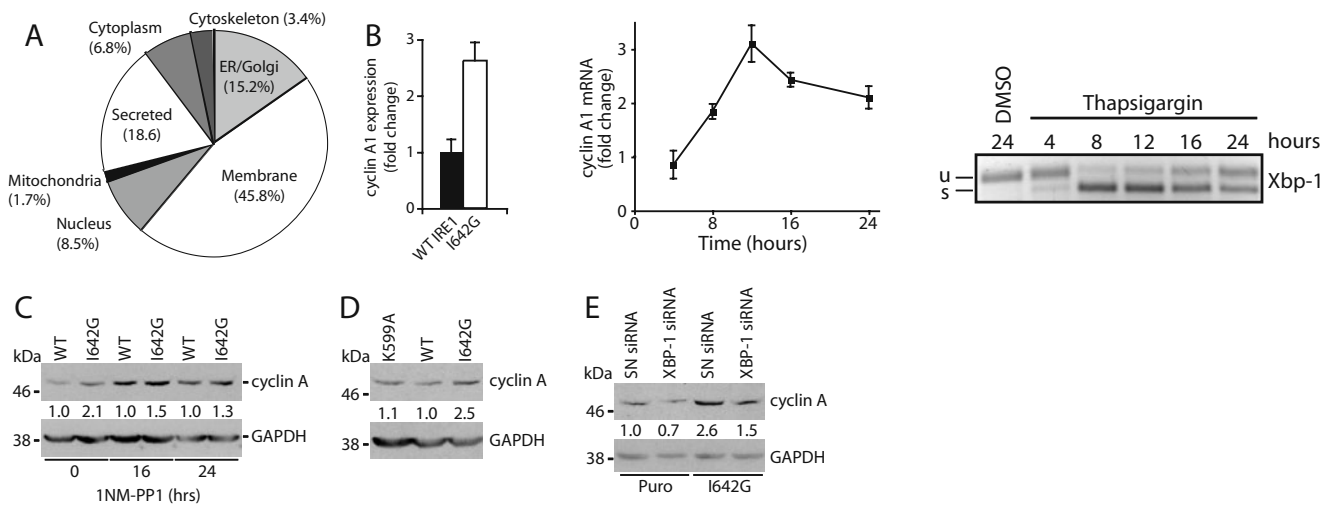 A
Cytoplasm
(6.8%)
Cytoskeleton (3.4%)
ER/Golgi
(15.2%)
Secreted
(18.6)
Membrane
(45.8%)
Mitochondria
(1.7%)
Nucleus
(8.5%)
B
cyclin A1 expression
(fold change)
3
2
1
0
WT IRE1
I642G
cyclin A1 mRNA
(fold change)
3
2
1
0
0 8 16 24
Time (hours)
DMSO
Thapsigargin
24 4 8 12 16 24 hours
u
s
Xbp-1
C
WT I642G WT I642G WT I642G
kDa
46
cyclin A
1.0 2.1 1.0 1.5 1.0 1.3
38
GAPDH
0 16 24
1NM-PP1 (hrs)
D
K599A WT I642G
kDa
46
cyclin A
1.1 1.0 2.5
38
GAPDH
E
SN siRNA XBP-1 siRNA SN siRNA XBP-1 siRNA
kDa
46
cyclin A
1.0 0.7 2.6 1.5
38
GAPDH
Puro I642G